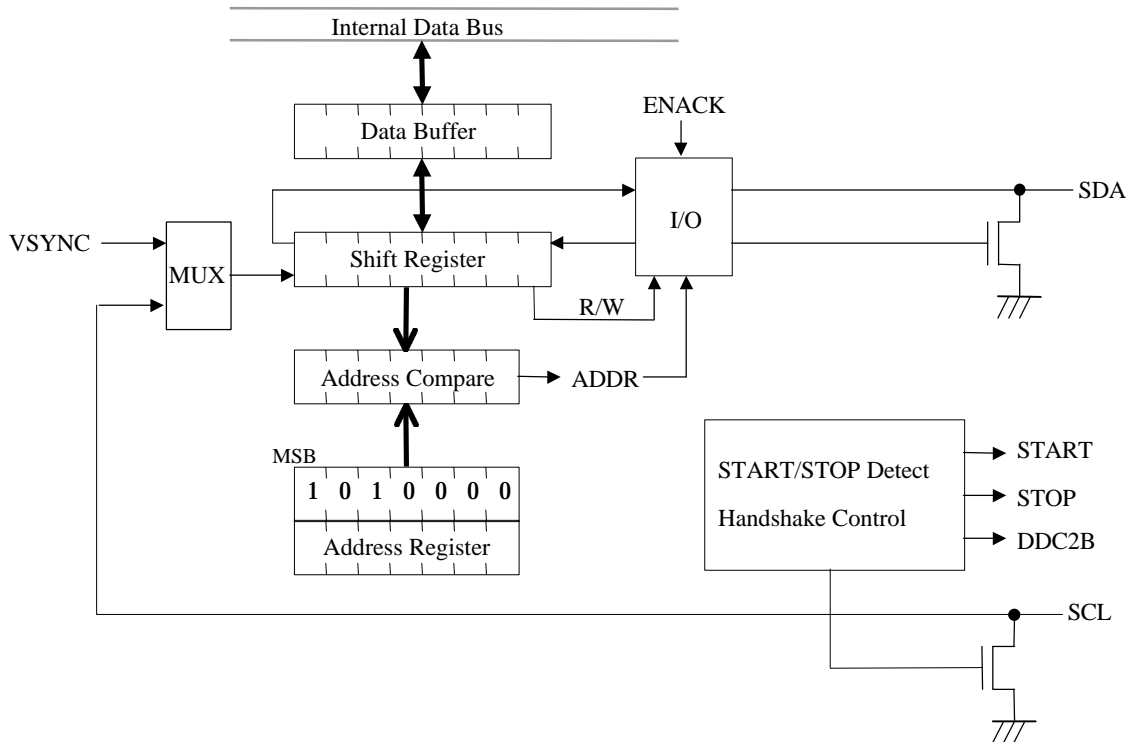 Internal Data Bus
ENACK
Data Buffer
SDA
I/O
VSYNC
MUX
Shift Register
R/W
Address Compare
ADDR
MSB
1 0 1 0 0 0 0
Address Register
START/STOP Detect
Handshake Control
START
STOP
DDC2B
SCL